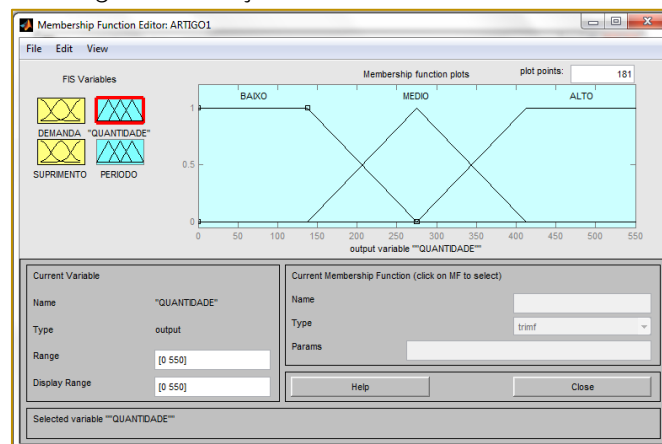 Membership Function Editor: ARTIGO1
File Edit View
FIS Variables
Membership function plots
plot points:
181
DEMANDA
"QUANTIDADE"
SUPRIMENTO
PERIODO
BAIXO
MEDIO
ALTO
1
0.5
0
0 50 100 150 200 250 300 350 400 450 500 550
output variable ""QUANTIDADE""
Current Variable
Name "QUANTIDADE"
Type output
Range [0 550]
Display Range [0 550]
Current Membership Function (click on MF to select)
Name
Type trimf
Params
Help
Close
Selected variable ""QUANTIDADE""